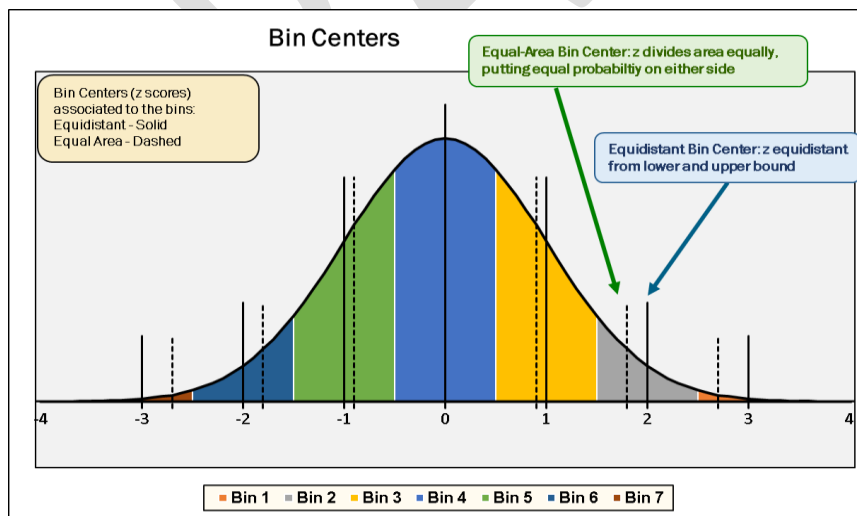 Bin Centers
Equal-Area Bin Center: z divides area equally,
putting equal probabiltiy on either side
Bin Centers (z scores)
associated to the bins:
Equidistant - Solid
Equal Area - Dashed
Equidistant Bin Center: z equidistant
from lower and upper bound
-4 -3 -2 -1 0 1 2 3 4
Bin 1 Bin 2 Bin 3 Bin 4 Bin 5 Bin 6 Bin 7